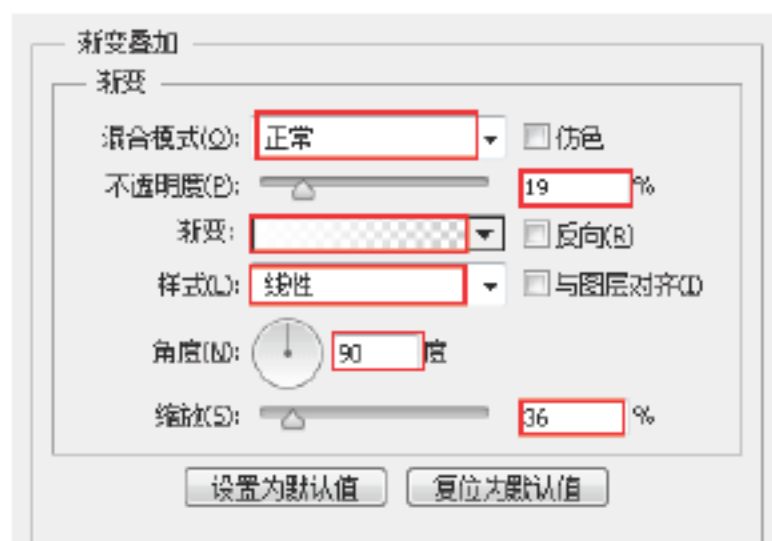 渐变叠加
渐变
混合模式(O): 正常 仿色
不透明度(P): 19 %
渐变: 反向(R)
样式(L): 线性 与图层对齐(I)
角度(N): 90 度
缩放(S): 36 %
设置为默认值 复位为默认值